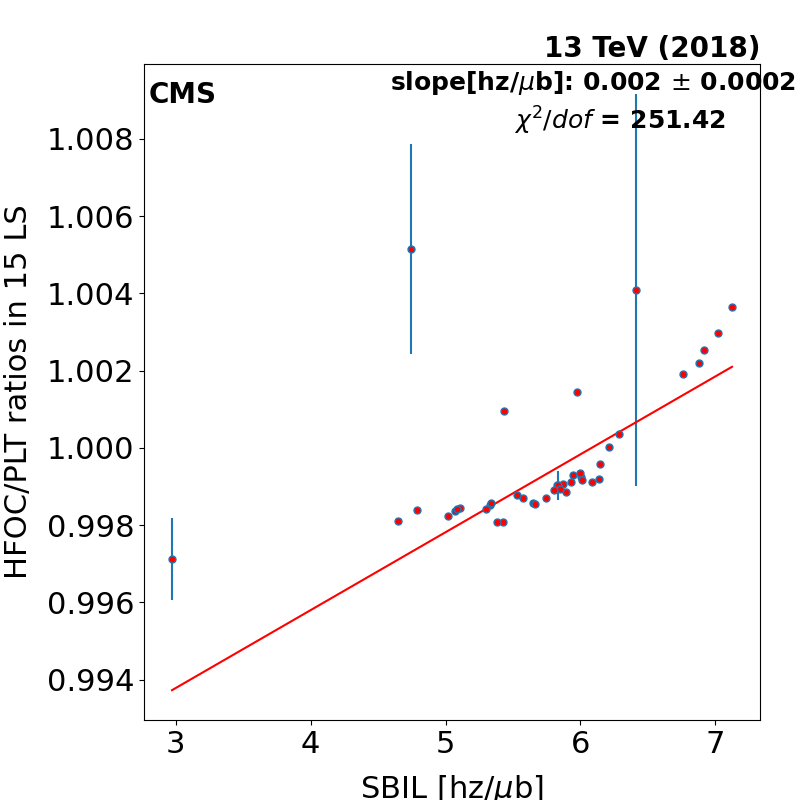 13 TeV (2018)
CMS
slope[hz/μb]: 0.002 ± 0.0002
χ²/dof = 251.42
HFOC/PLT ratios in 15 LS
1.008
1.006
1.004
1.002
1.000
0.998
0.996
0.994
3 4 5 6 7
SBIL [hz/μb]